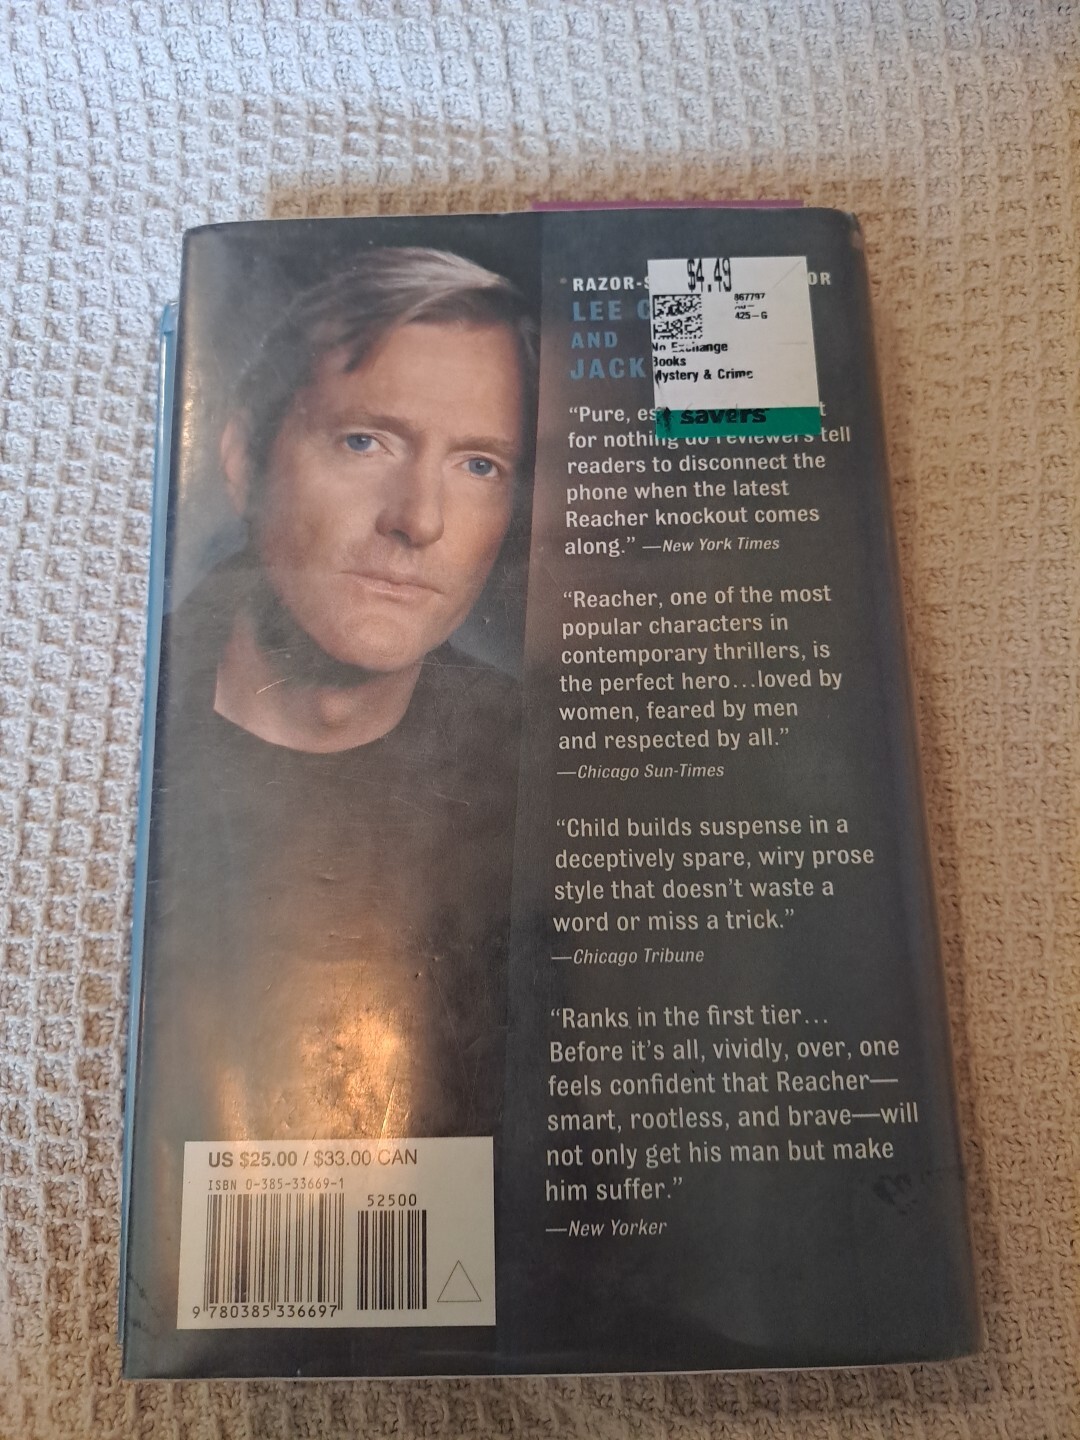 $4.49
867797
425-G
No Exchange
Books
Mystery & Crime
savers
RAZOR-
LEE
AND
JACK
"Pure,
for nothing do reviewers tell
readers to disconnect the
phone when the latest
Reacher knockout comes
along." —New York Times
"Reacher, one of the most
popular characters in
contemporary thrillers, is
the perfect hero...loved by
women, feared by men
and respected by all."
—Chicago Sun-Times
"Child builds suspense in a
deceptively spare, wiry prose
style that doesn't waste a
word or miss a trick."
—Chicago Tribune
"Ranks in the first tier...
Before it's all, vividly, over, one
feels confident that Reacher—
smart, rootless, and brave—will
not only get his man but make
him suffer."
—New Yorker
US $25.00 / $33.00 CAN
ISBN 0-385-33669-1
52500
9 780385 336697